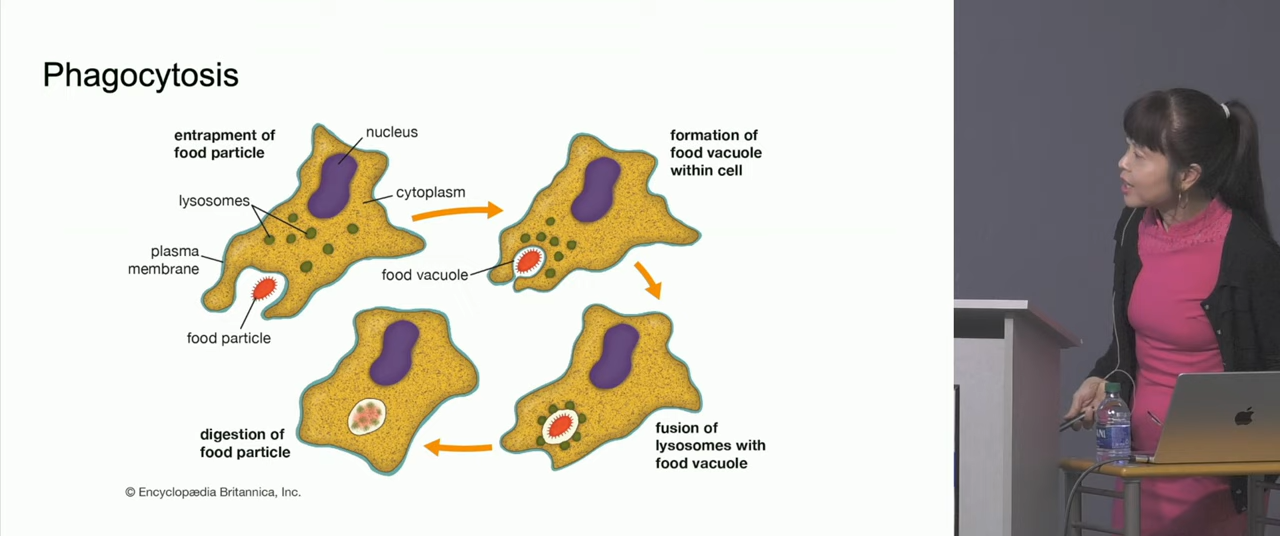 Phagocytosis
entrapment of
food particle
nucleus
lysosomes
cytoplasm
plasma
membrane
food particle
formation of
food vacuole
within cell
food vacuole
fusion of
lysosomes with
food vacuole
digestion of
food particle
© Encyclopædia Britannica, Inc.